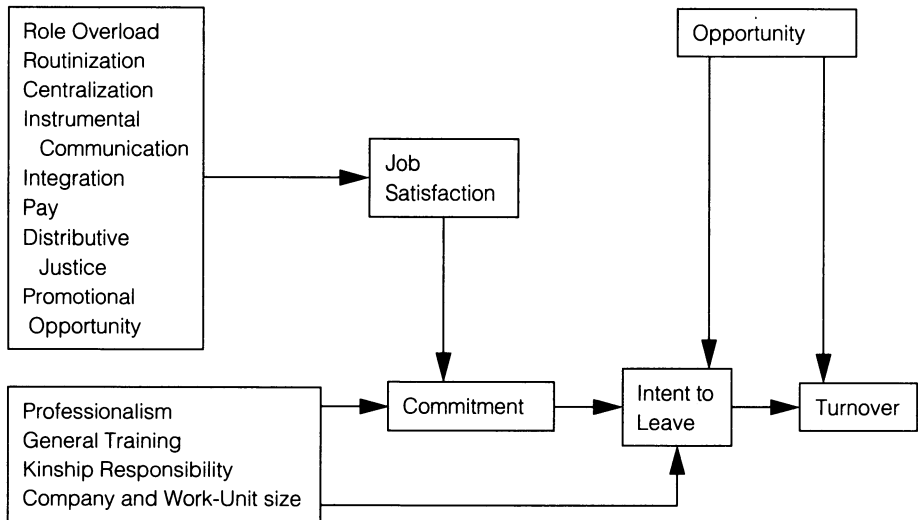 Role Overload
Routinization
Centralization
Instrumental
Communication
Integration
Pay
Distributive
Justice
Promotional
Opportunity
Opportunity
Job
Satisfaction
Professionalism
General Training
Kinship Responsibility
Company and Work-Unit size
Commitment
Intent to
Leave
Turnover